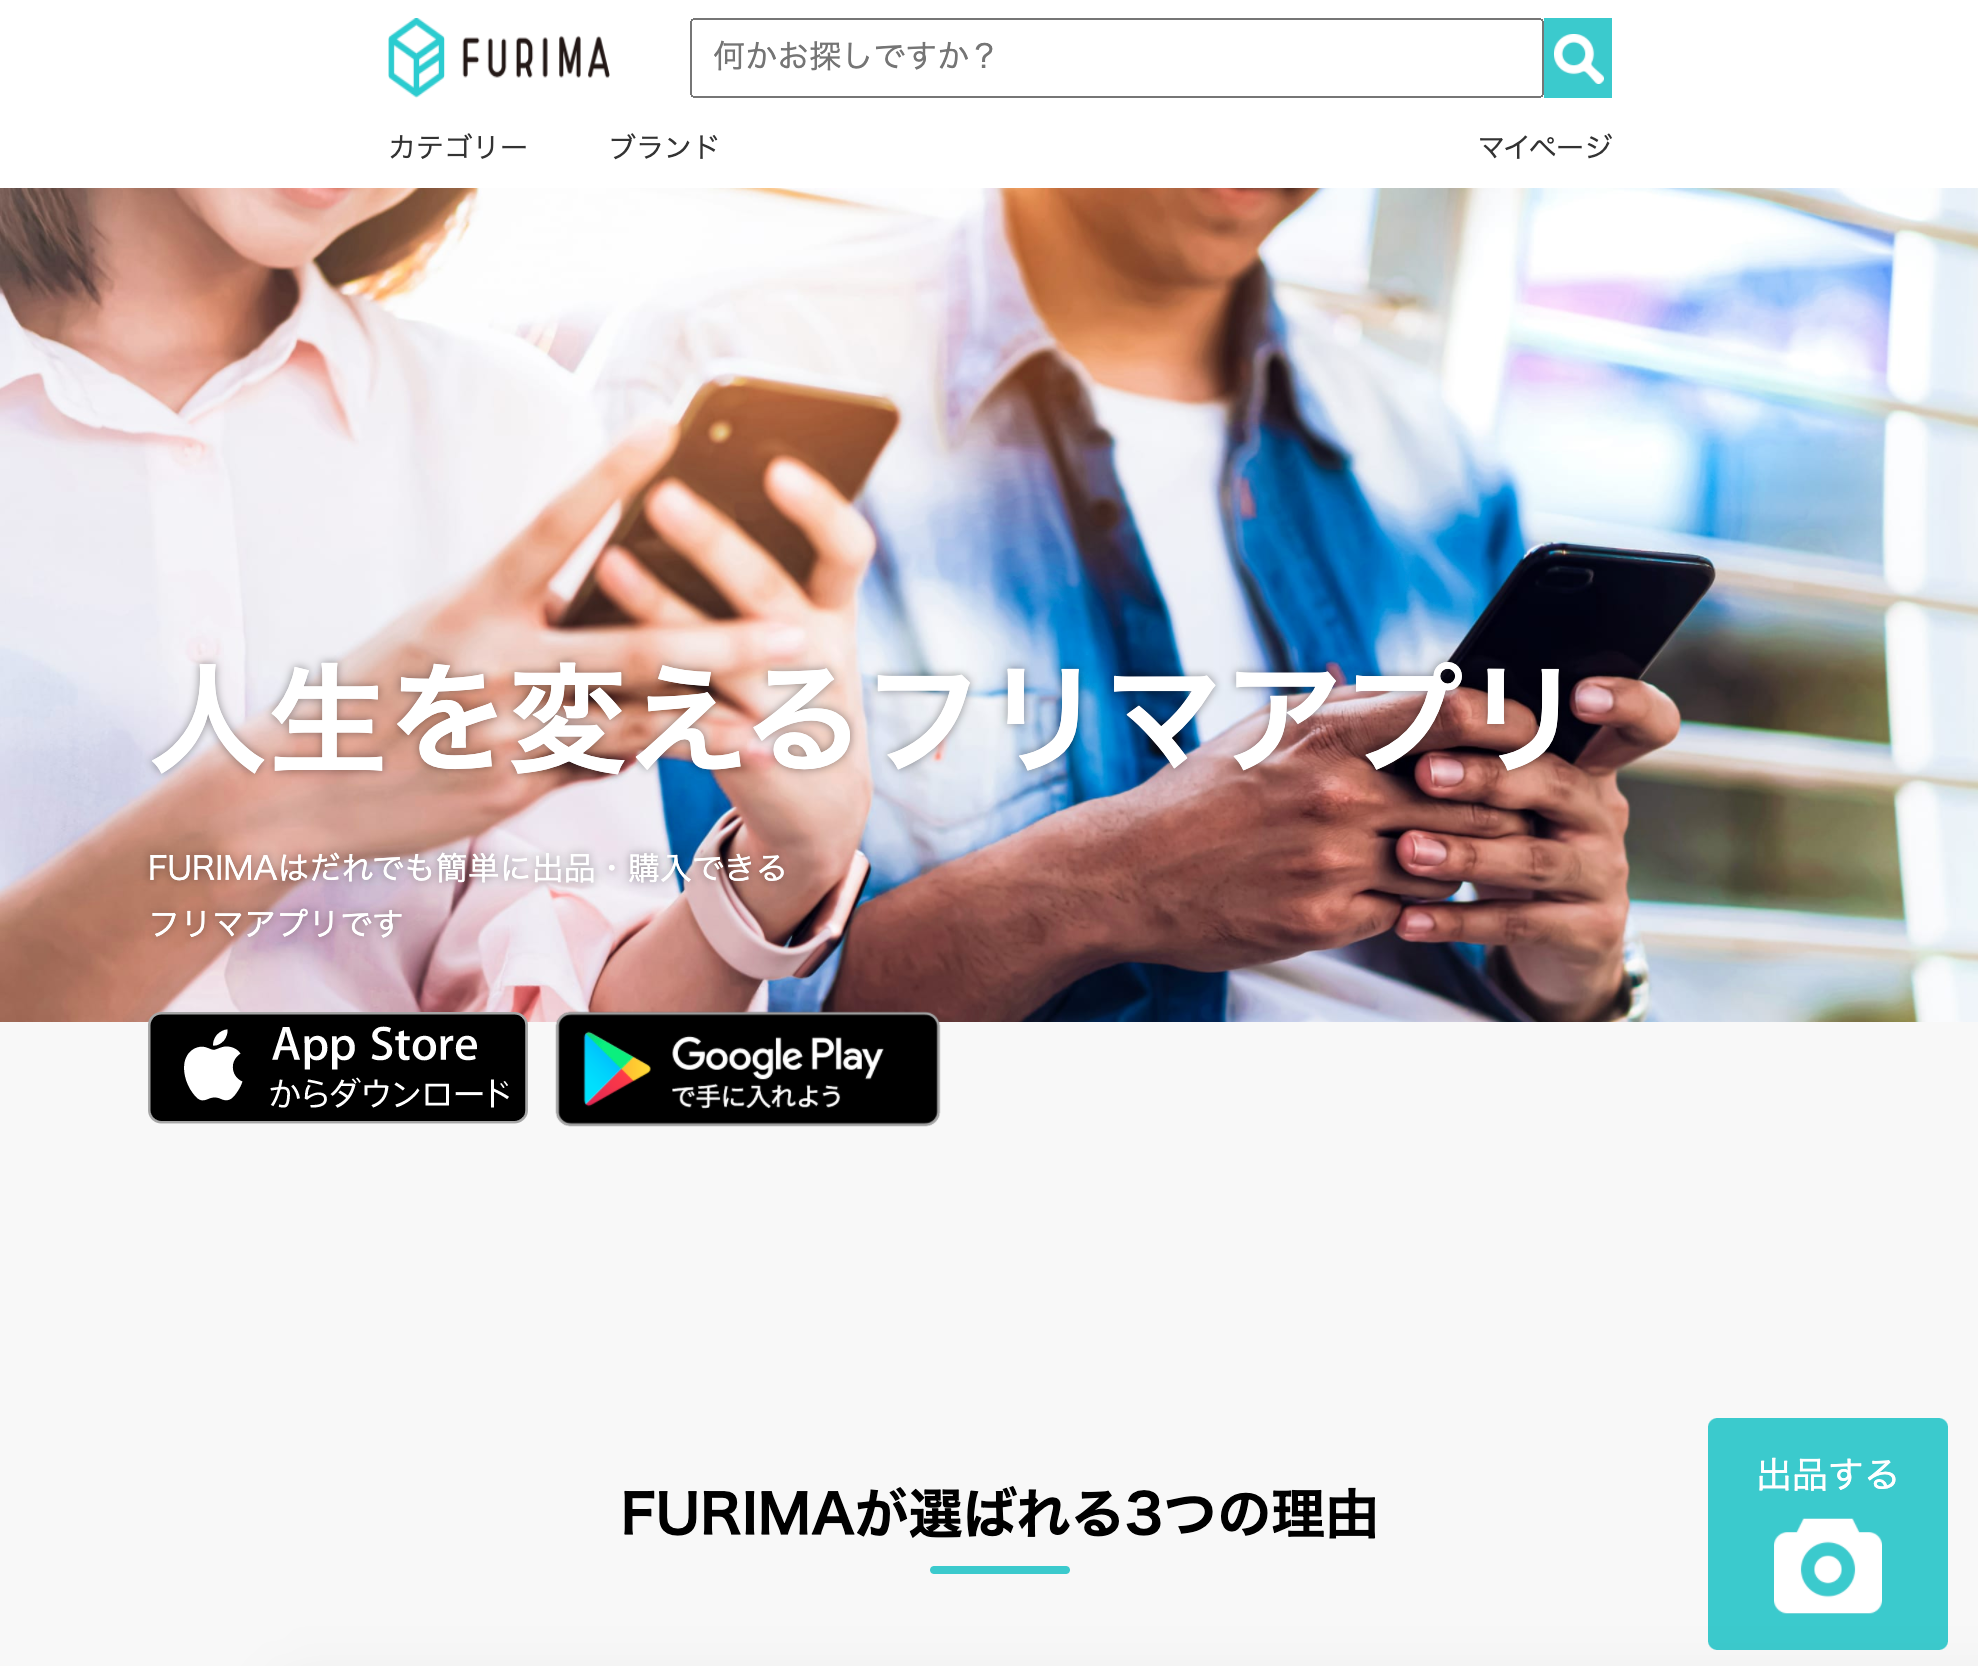 FURIMA
何かお探しですか？
カテゴリー
ブランド
マイページ
人生を変えるフリマアプリ
FURIMAはだれでも簡単に出品・購入できる
フリマアプリです
App Store
からダウンロード
Google Play
で手に入れよう
出品する
FURIMAが選ばれる3つの理由